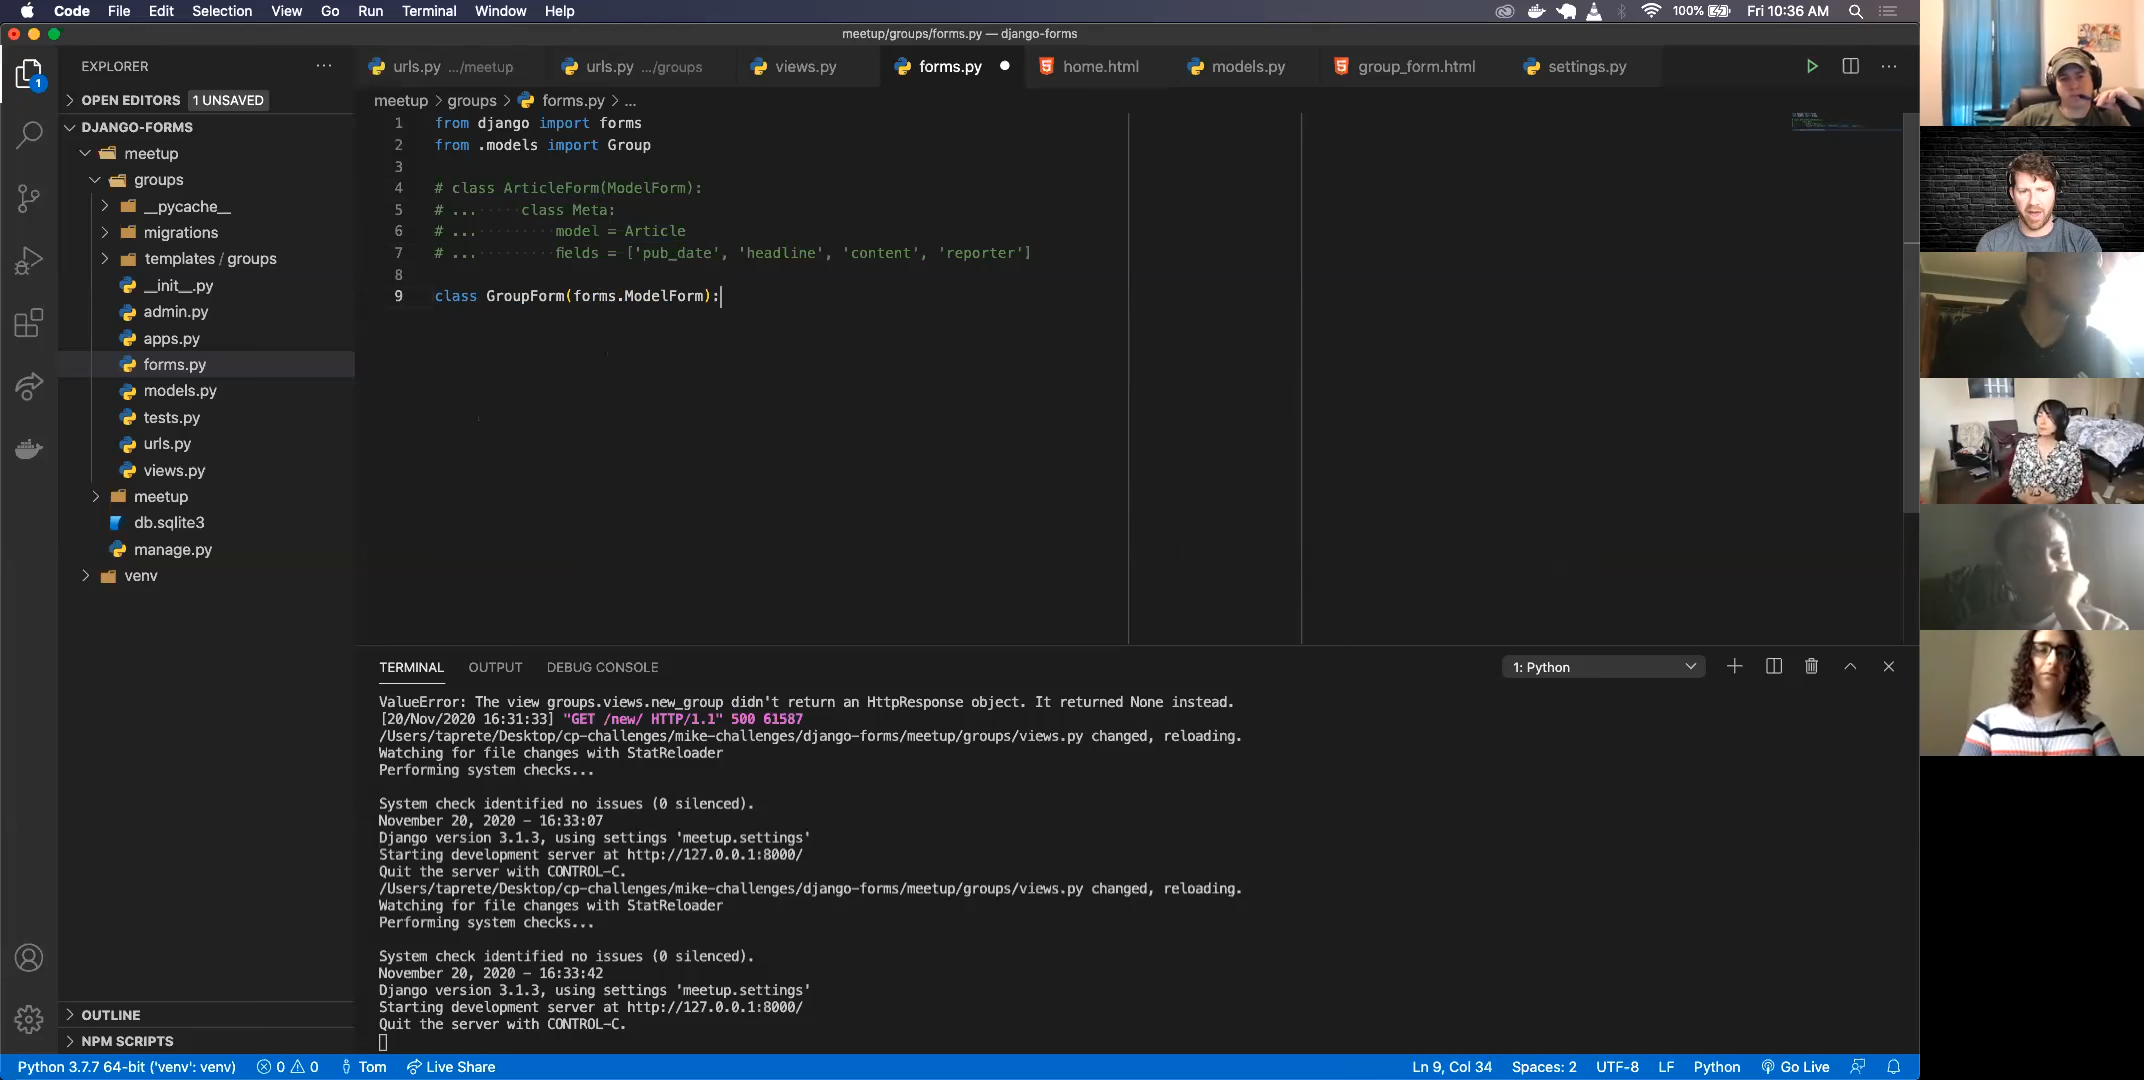 Code File Edit Selection View Go Run Terminal Window Help
100% Fri 10:36 AM
meetup/groups/forms.py — django-forms
EXPLORER
urls.py .../meetup urls.py .../groups views.py forms.py home.html models.py group_form.html settings.py
1
OPEN EDITORS 1 UNSAVED
meetup > groups > forms.py > ...
DJANGO-FORMS
meetup
groups
__pycache__
migrations
templates / groups
__init__.py
admin.py
apps.py
forms.py
models.py
tests.py
urls.py
views.py
meetup
db.sqlite3
manage.py
venv
OUTLINE
NPM SCRIPTS
1 from django import forms
2 from .models import Group
3
4 # class ArticleForm(ModelForm):
5 # ... class Meta:
6 # ... model = Article
7 # ... fields = ['pub_date', 'headline', 'content', 'reporter']
8
9 class GroupForm(forms.ModelForm):
TERMINAL OUTPUT DEBUG CONSOLE 1: Python
ValueError: The view groups.views.new_group didn't return an HttpResponse object. It returned None instead.
[20/Nov/2020 16:31:33] "GET /new/ HTTP/1.1" 500 61587
/Users/taprete/Desktop/cp-challenges/mike-challenges/django-forms/meetup/groups/views.py changed, reloading.
Watching for file changes with StatReloader
Performing system checks...
System check identified no issues (0 silenced).
November 20, 2020 - 16:33:07
Django version 3.1.3, using settings 'meetup.settings'
Starting development server at http://127.0.0.1:8000/
Quit the server with CONTROL-C.
/Users/taprete/Desktop/cp-challenges/mike-challenges/django-forms/meetup/groups/views.py changed, reloading.
Watching for file changes with StatReloader
Performing system checks...
System check identified no issues (0 silenced).
November 20, 2020 - 16:33:42
Django version 3.1.3, using settings 'meetup.settings'
Starting development server at http://127.0.0.1:8000/
Quit the server with CONTROL-C.
Python 3.7.7 64-bit ('venv': venv) 0 0 Tom Live Share Ln 9, Col 34 Spaces: 2 UTF-8 LF Python Go Live